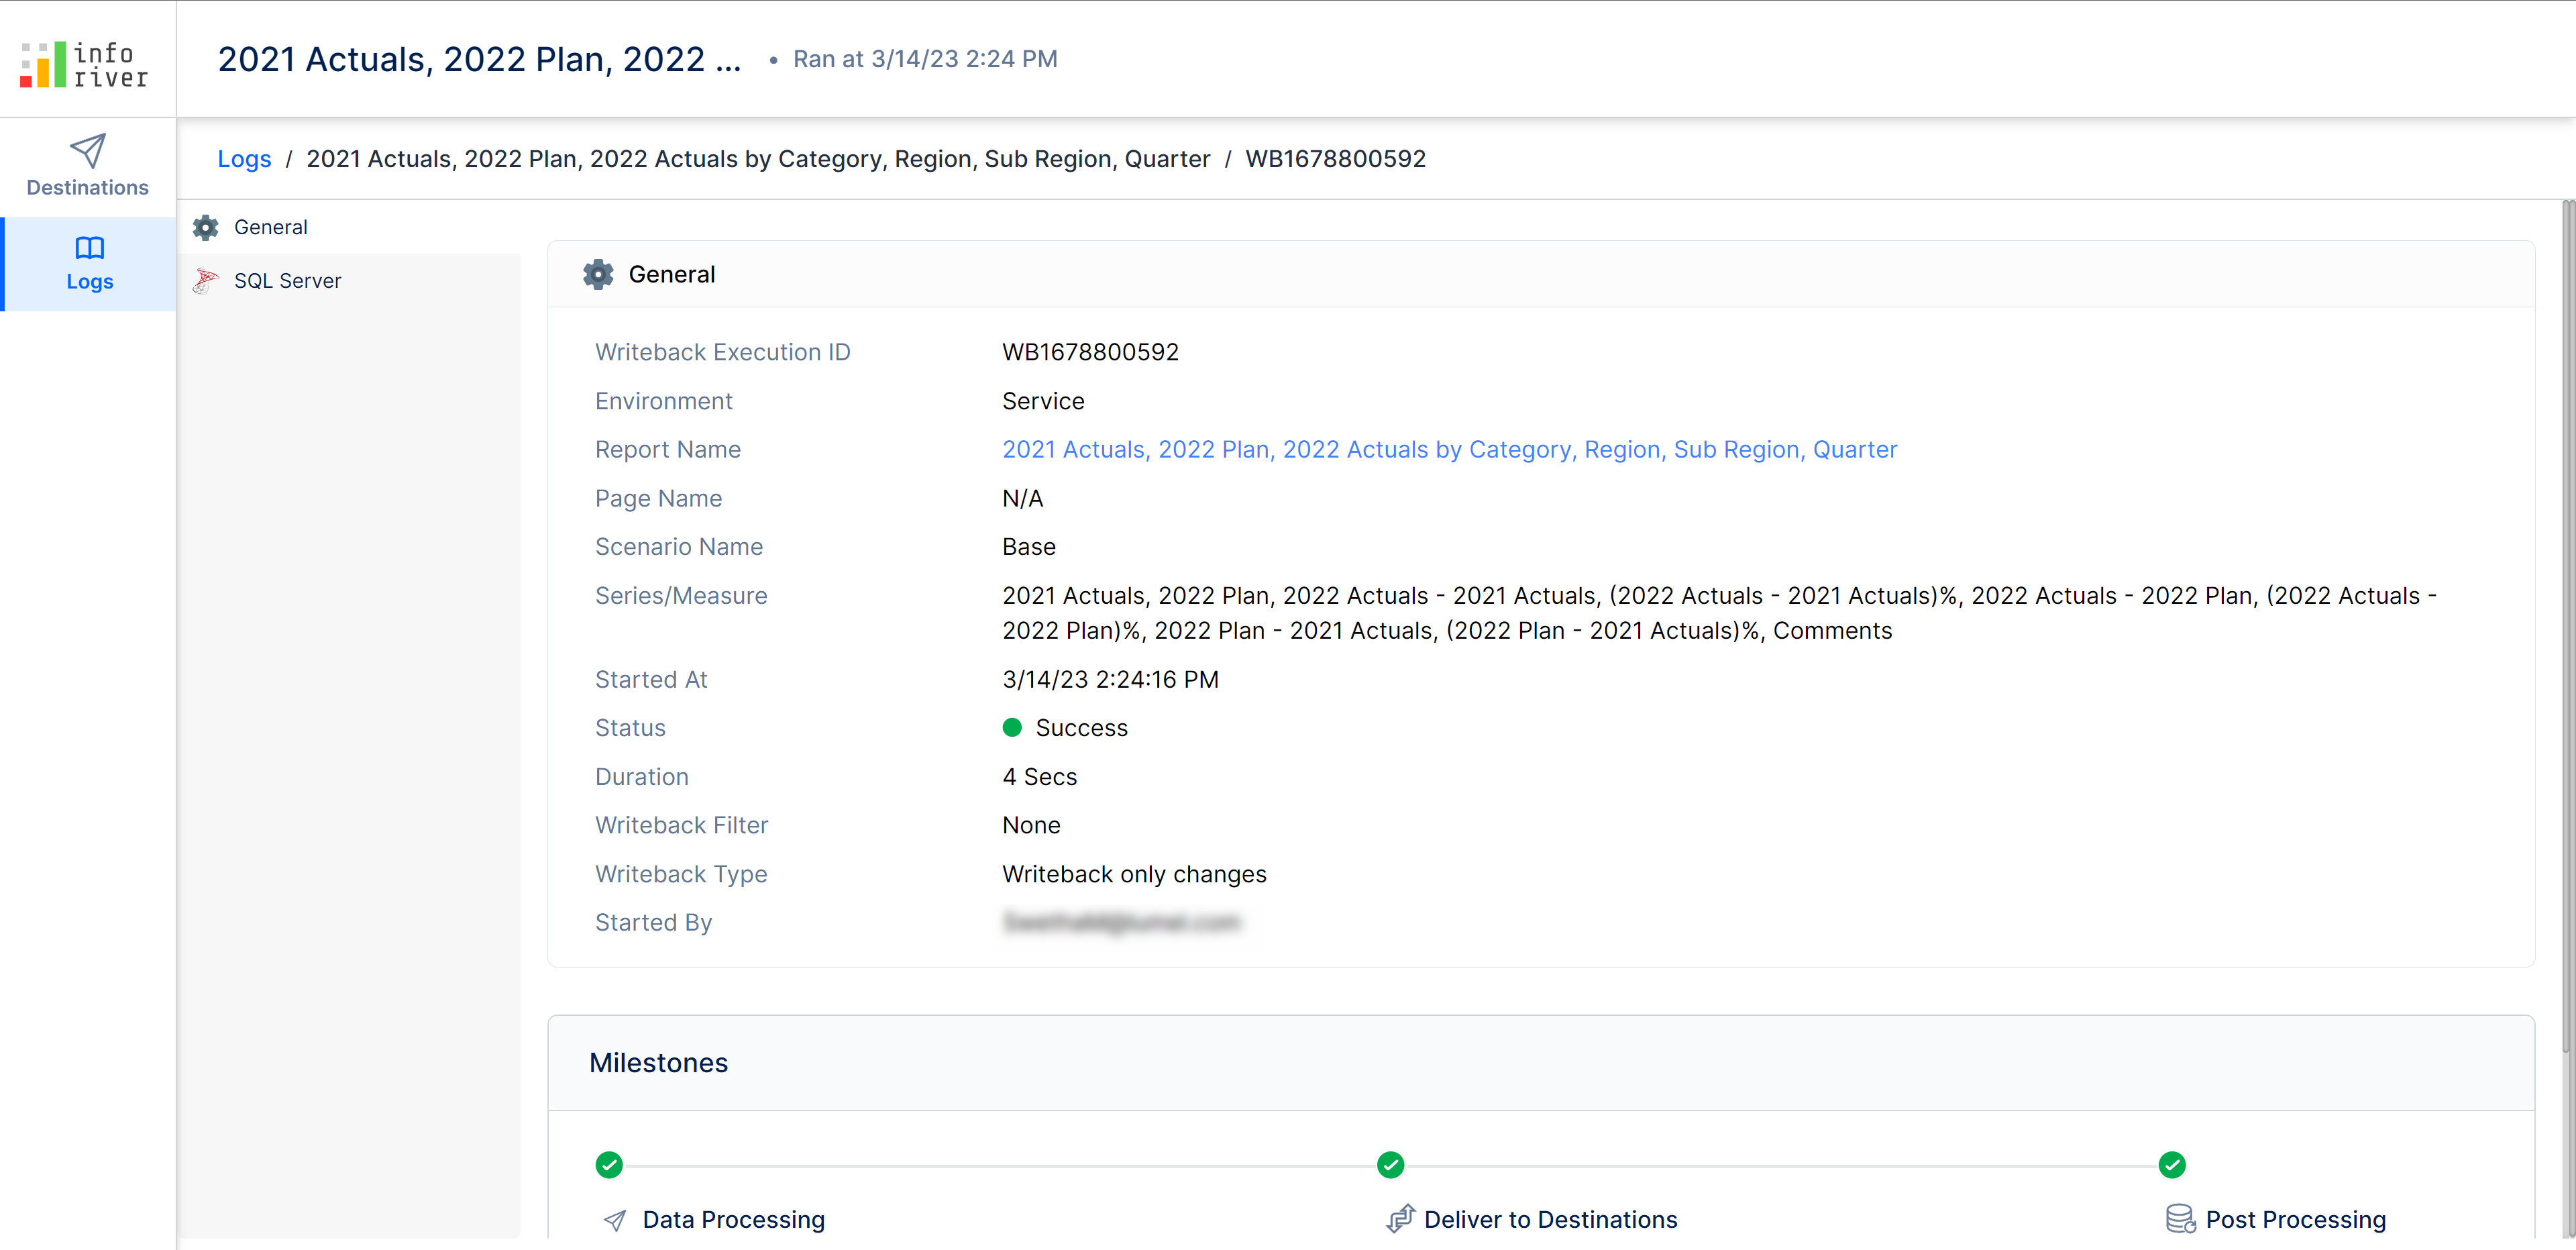 info
river
2021 Actuals, 2022 Plan, 2022 ... • Ran at 3/14/23 2:24 PM
Destinations
Logs
Logs / 2021 Actuals, 2022 Plan, 2022 Actuals by Category, Region, Sub Region, Quarter / WB1678800592
General
SQL Server
General
Writeback Execution ID WB1678800592
Environment Service
Report Name 2021 Actuals, 2022 Plan, 2022 Actuals by Category, Region, Sub Region, Quarter
Page Name N/A
Scenario Name Base
Series/Measure 2021 Actuals, 2022 Plan, 2022 Actuals - 2021 Actuals, (2022 Actuals - 2021 Actuals)%, 2022 Actuals - 2022 Plan, (2022 Actuals -
2022 Plan)%, 2022 Plan - 2021 Actuals, (2022 Plan - 2021 Actuals)%, Comments
Started At 3/14/23 2:24:16 PM
Status Success
Duration 4 Secs
Writeback Filter None
Writeback Type Writeback only changes
Started By
Milestones
Data Processing Deliver to Destinations Post Processing